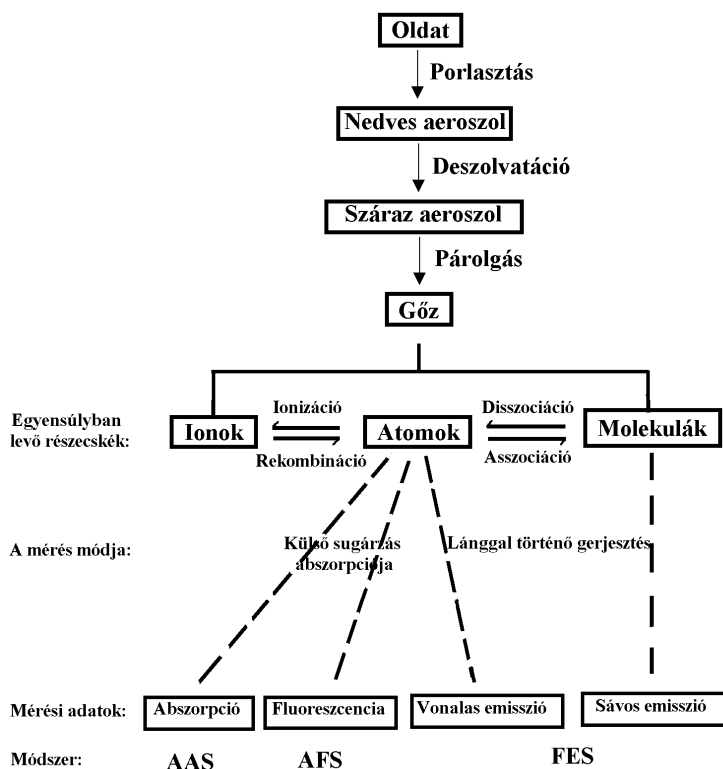 Oldat
Porlasztás
Nedves aeroszol
Deszolvatáció
Száraz aeroszol
Párolgás
Gőz
Egyensúlyban
levő részecskék:
Ionok
Ionizáció
Rekombináció
Atomok
Disszociáció
Asszociáció
Molekulák
A mérés módja:
Külső sugárzás
abszorpciója
Lánggal történő gerjesztés
Mérési adatok:
Abszorpció
Fluoreszcencia
Vonalas emisszió
Sávos emisszió
Módszer:
AAS
AFS
FES